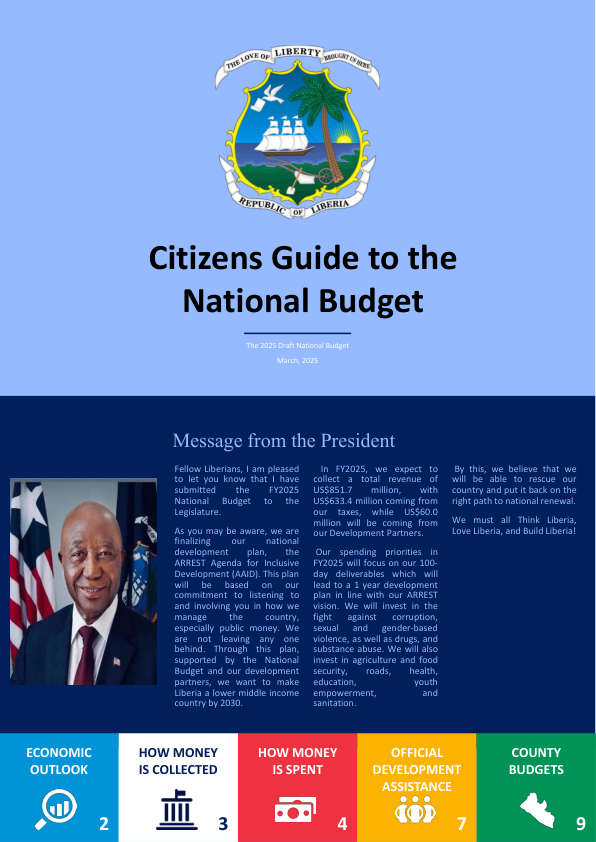 THE LOVE OF LIBERTY BROUGHT US HERE
REPUBLIC OF LIBERIA
Citizens Guide to the
National Budget
The 2025 Draft National Budget
March, 2025
Message from the President
Fellow Liberians, I am pleased
to let you know that I have
submitted the FY2025
National Budget to the
Legislature.
As you may be aware, we are
finalizing our national
development plan, the
ARREST Agenda for Inclusive
Development (AAID). This plan
will be based on our
commitment to listening to
and involving you in how we
manage the country,
especially public money. We
are not leaving any one
behind. Through this plan,
supported by the National
Budget and our development
partners, we want to make
Liberia a lower middle income
country by 2030.
In FY2025, we expect to
collect a total revenue of
US$851.7 million, with
US$633.4 million coming from
our taxes, while US$60.0
million will be coming from
our Development Partners.
Our spending priorities in
FY2025 will focus on our 100-
day deliverables which will
lead to a 1 year development
plan in line with our ARREST
vision. We will invest in the
fight against corruption,
sexual and gender-based
violence, as well as drugs, and
substance abuse. We will also
invest in agriculture and food
security, roads, health,
education, youth
empowerment, and
sanitation.
By this, we believe that we
will be able to rescue our
country and put it back on the
right path to national renewal.
We must all Think Liberia,
Love Liberia, and Build Liberia!
ECONOMIC
OUTLOOK
2
HOW MONEY
IS COLLECTED
3
HOW MONEY
IS SPENT
4
OFFICIAL
DEVELOPMENT
ASSISTANCE
7
COUNTY
BUDGETS
9